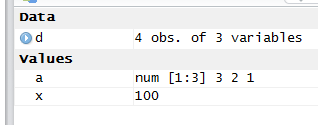 Data
d 4 obs. of 3 variables
Values
a num [1:3] 3 2 1
x 100